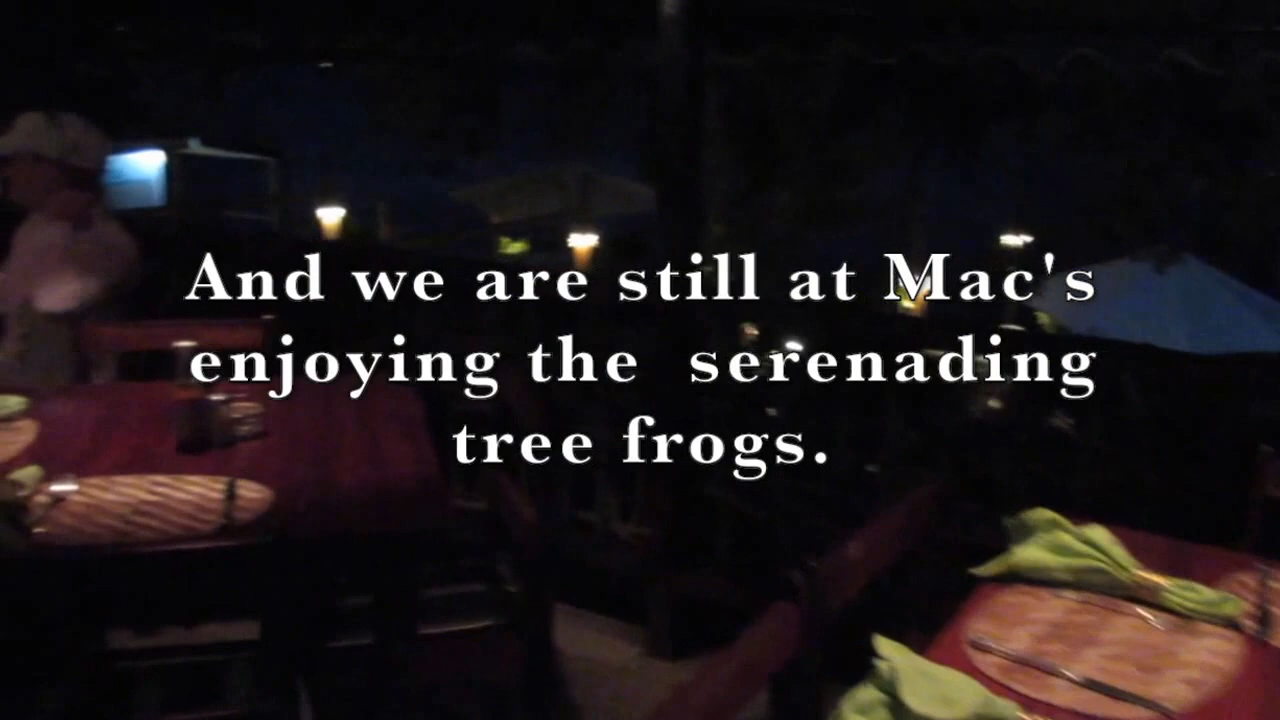 And we are still at Mac's
enjoying the  serenading
tree frogs.